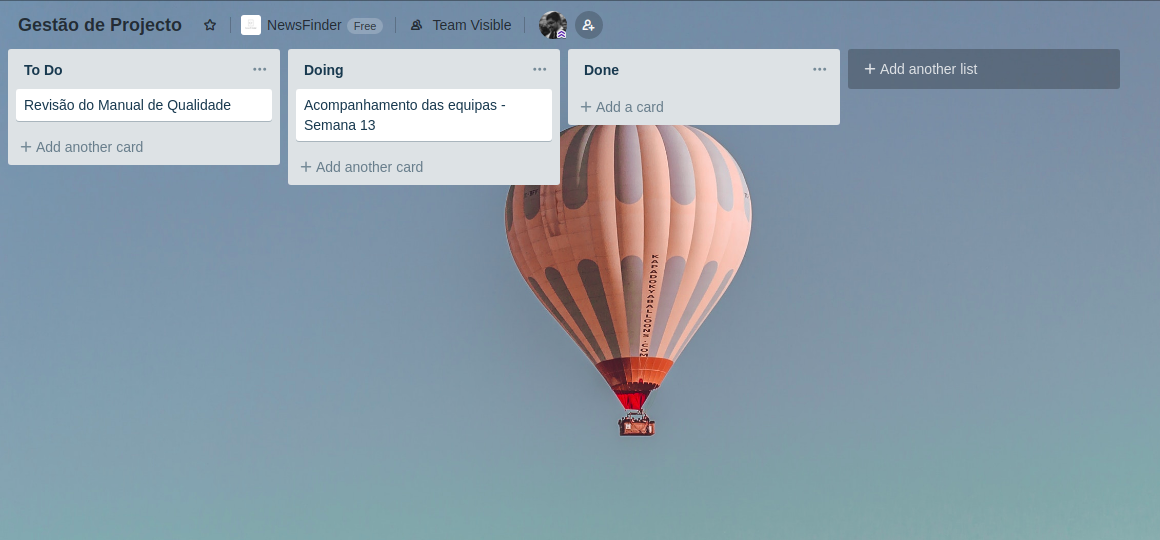 Gestão de Projecto
NewsFinder Free
Team Visible
To Do
Revisão do Manual de Qualidade
+ Add another card
Doing
Acompanhamento das equipas -
Semana 13
+ Add another card
Done
+ Add a card
+ Add another list
KAPADOKYABALLOONS.COM